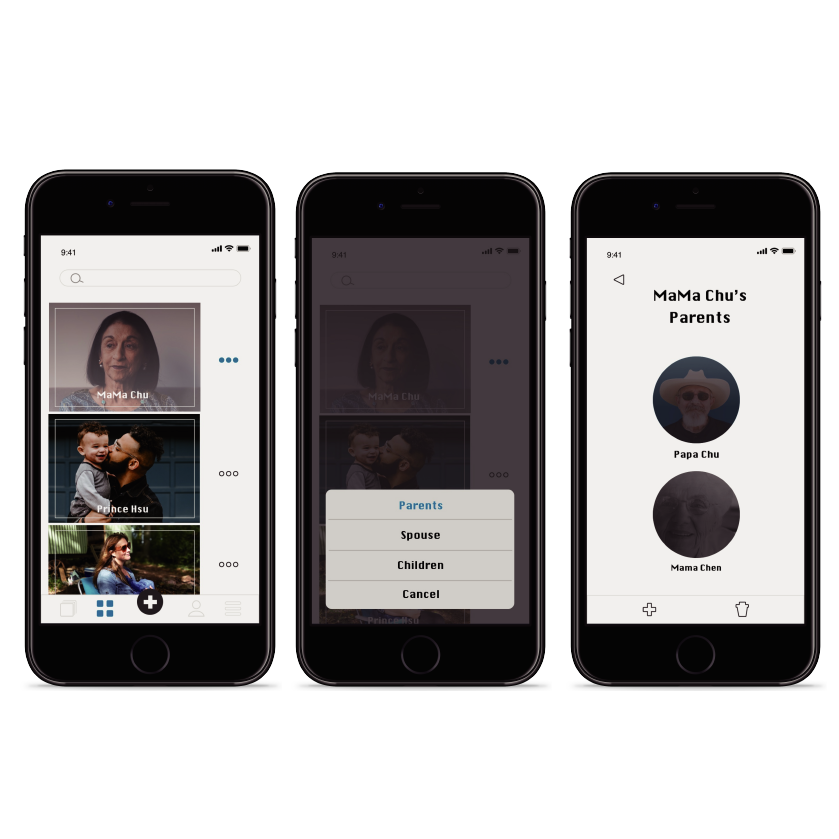 9:41
MaMa Chu
Prince Hsu
9:41
MaMa Chu
Parents
Spouse
Children
Cancel
Prince Hsu
9:41
MaMa Chu's
Parents
Papa Chu
Mama Chen